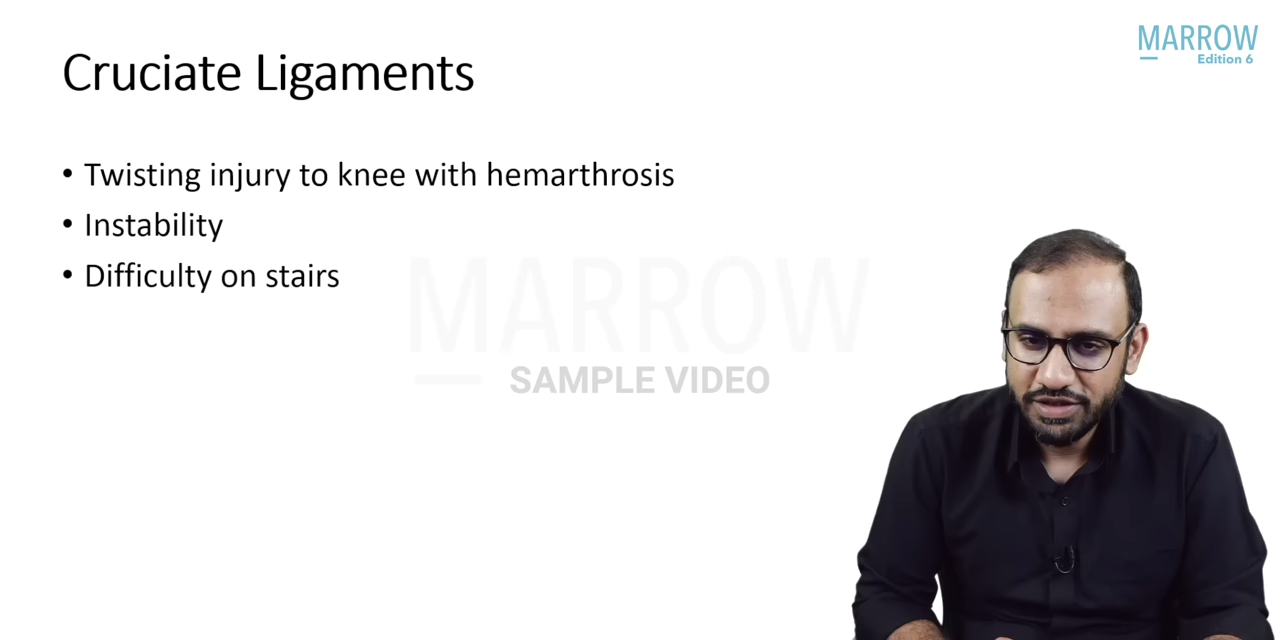 MARROW
Edition 6
Cruciate Ligaments
• Twisting injury to knee with hemarthrosis
• Instability
• Difficulty on stairs
MARROW
SAMPLE VIDEO